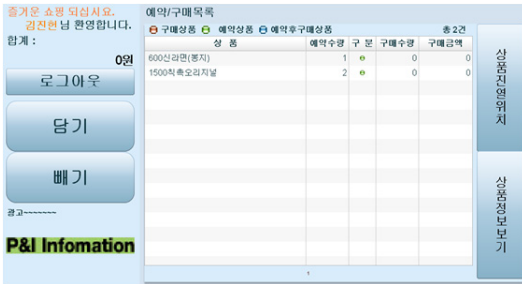 즐거운 쇼핑 되십시요.
김진현 님 환영합니다.
합계 :
0원
로그아웃
담기
빼기
광고~~~~~~~
P&I Infomation
예약/구매목록
구매상품 예약상품 예약후구매상품 총 2건
상 품 예약수량 구 분 구매수량 구매금액
600신라면(봉지) 1 0 0
1500칙촉오리지널 2 0 0
1
상품진열위치
상품정보보기